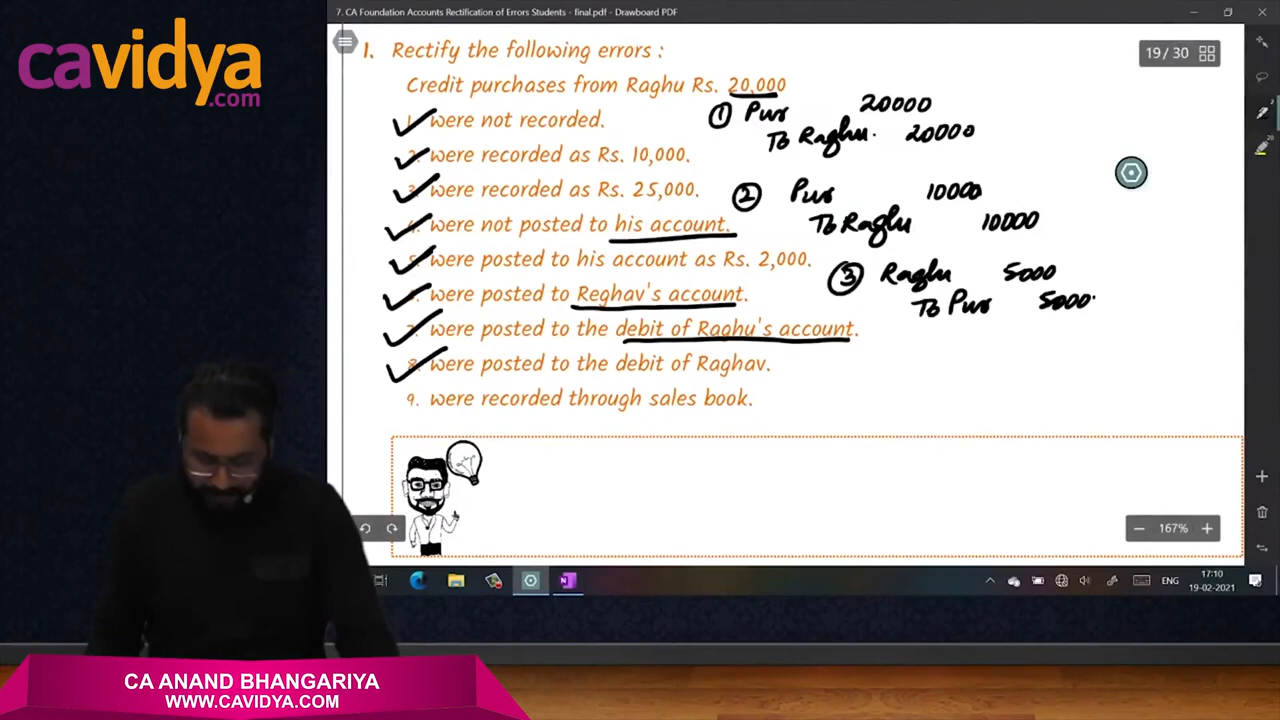 7. CA Foundation Accounts Rectification of Errors Students - final.pdf - Drawboard PDF
cavidya
.com
19 / 30
1. Rectify the following errors :
Credit purchases from Raghu Rs. 20,000
1. were not recorded.
2. were recorded as Rs. 10,000.
3. were recorded as Rs. 25,000.
4. were not posted to his account.
5. were posted to his account as Rs. 2,000.
6. were posted to Reghav's account.
7. were posted to the debit of Raghu's account.
8. were posted to the debit of Raghav.
9. were recorded through sales book.
① Pur 20000
To Raghu. 20000
② Pur 10000
To Raghu 10000
③ Raghu 5000
To Pur 5000.
167%
ENG
17:10
19-02-2021
CA ANAND BHANGARIYA
WWW.CAVIDYA.COM